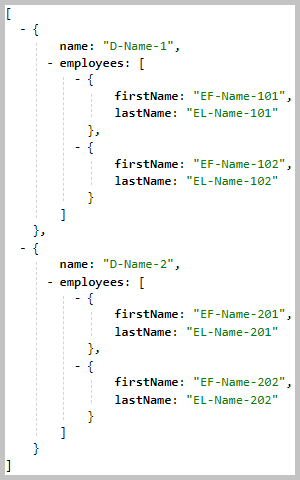 [
- {
name: "D-Name-1",
- employees: [
- {
firstName: "EF-Name-101",
lastName: "EL-Name-101"
},
- {
firstName: "EF-Name-102",
lastName: "EL-Name-102"
}
]
},
- {
name: "D-Name-2",
- employees: [
- {
firstName: "EF-Name-201",
lastName: "EL-Name-201"
},
- {
firstName: "EF-Name-202",
lastName: "EL-Name-202"
}
]
}
]